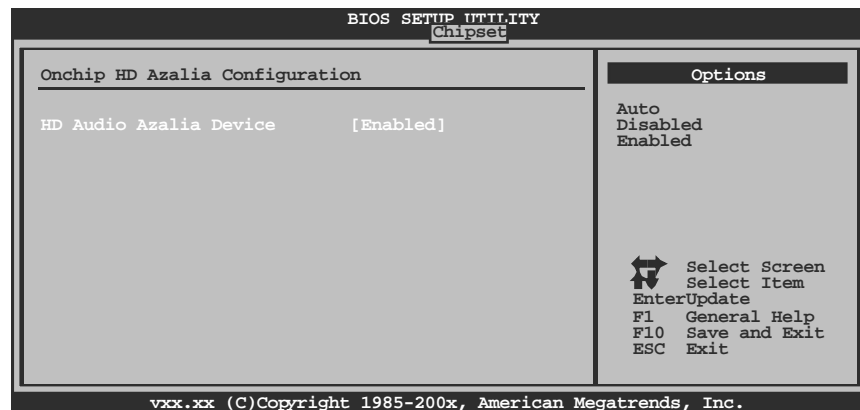 BIOS SETUP UTILITY
Chipset
Onchip HD Azalia Configuration
HD Audio Azalia Device [Enabled]
Options
Auto
Disabled
Enabled
Select Screen
Select Item
EnterUpdate
F1 General Help
F10 Save and Exit
ESC Exit
vxx.xx (C)Copyright 1985-200x, American Megatrends, Inc.